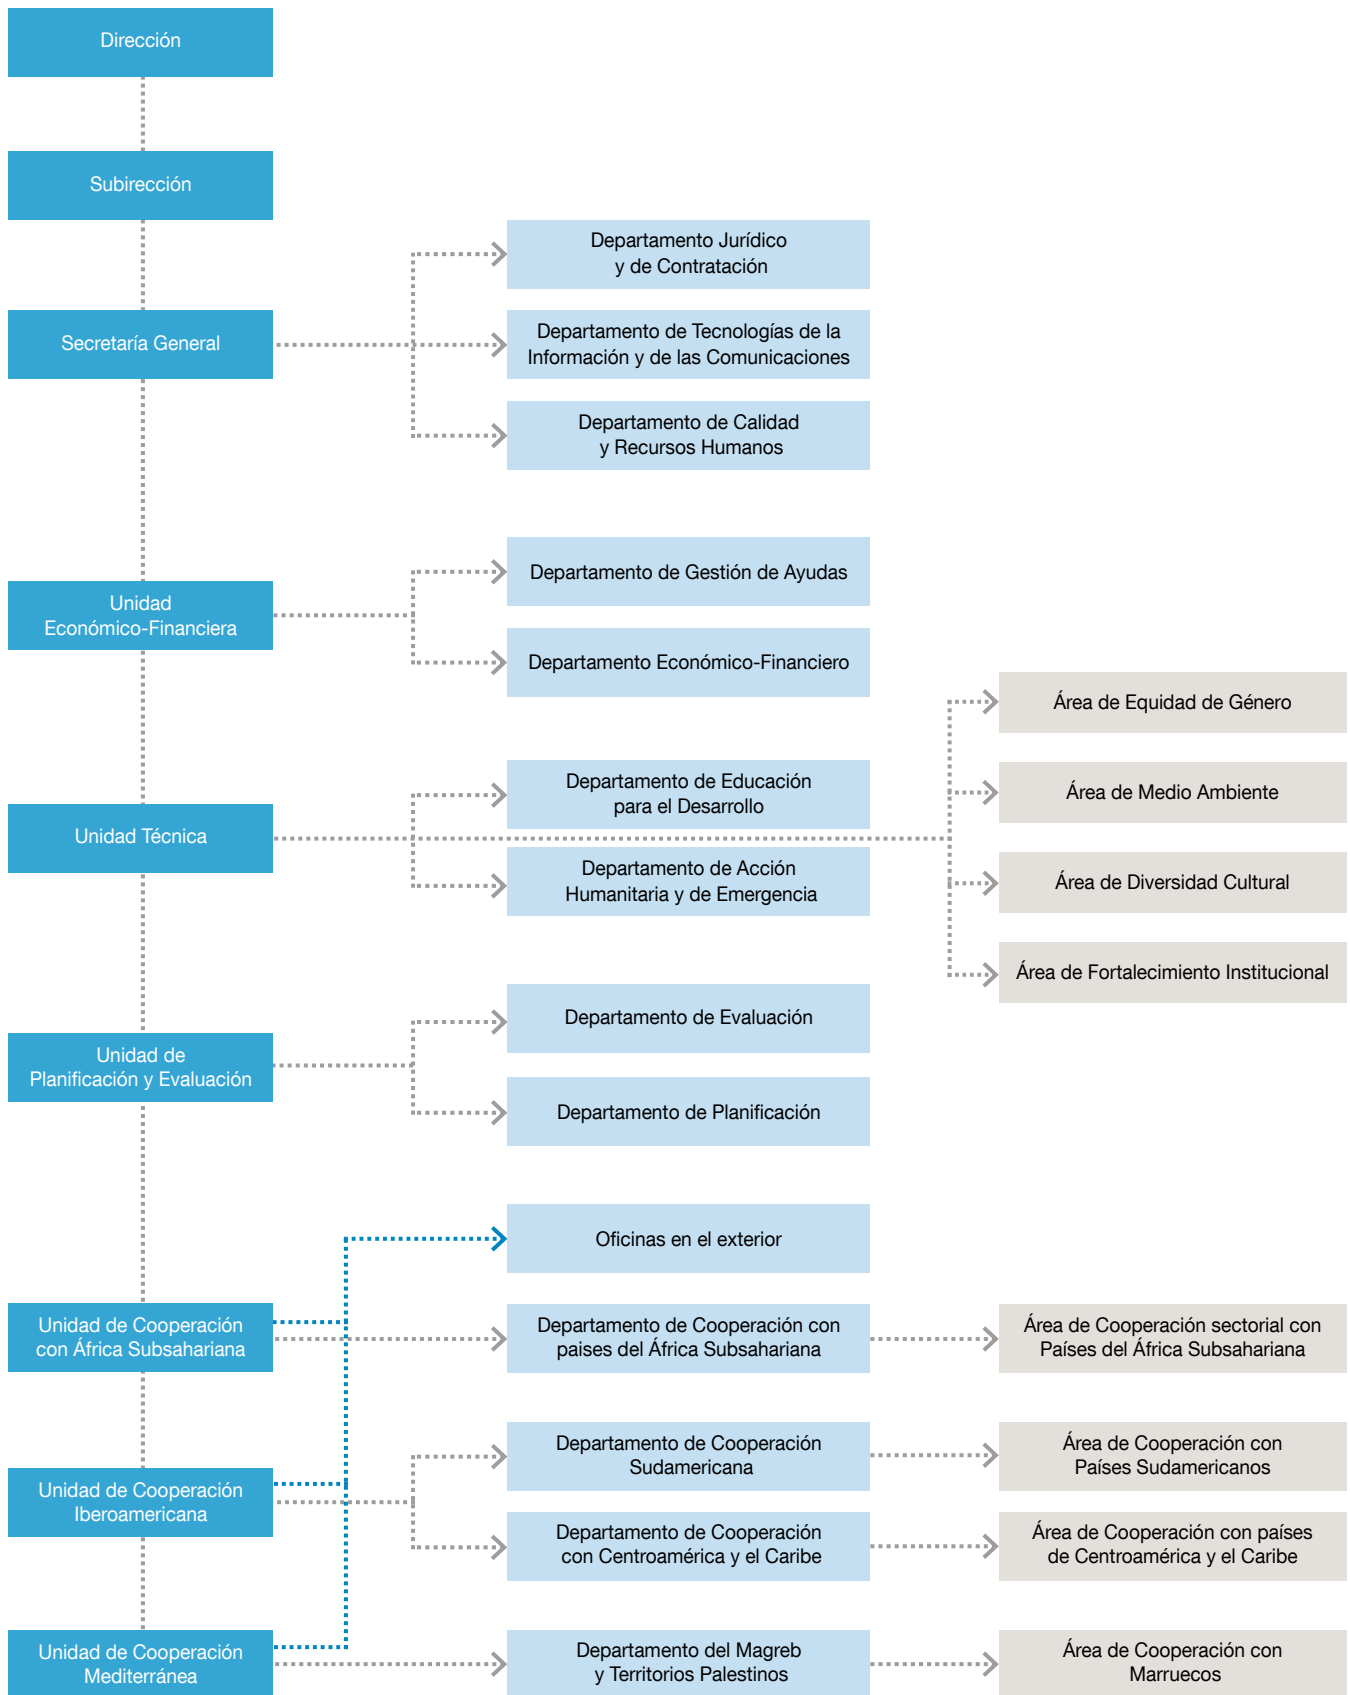 Dirección
Subirección
Secretaría General
Departamento Jurídico
y de Contratación
Departamento de Tecnologías de la
Información y de las Comunicaciones
Departamento de Calidad
y Recursos Humanos
Unidad
Económico-Financiera
Departamento de Gestión de Ayudas
Departamento Económico-Financiero
Unidad Técnica
Departamento de Educación
para el Desarrollo
Departamento de Acción
Humanitaria y de Emergencia
Área de Equidad de Género
Área de Medio Ambiente
Área de Diversidad Cultural
Área de Fortalecimiento Institucional
Unidad de
Planificación y Evaluación
Departamento de Evaluación
Departamento de Planificación
Oficinas en el exterior
Unidad de Cooperación
con África Subsahariana
Departamento de Cooperación con
paises del África Subsahariana
Área de Cooperación sectorial con
Países del África Subsahariana
Unidad de Cooperación
Iberoamericana
Departamento de Cooperación
Sudamericana
Área de Cooperación con
Países Sudamericanos
Departamento de Cooperación
con Centroamérica y el Caribe
Área de Cooperación con países
de Centroamérica y el Caribe
Unidad de Cooperación
Mediterránea
Departamento del Magreb
y Territorios Palestinos
Área de Cooperación con
Marruecos